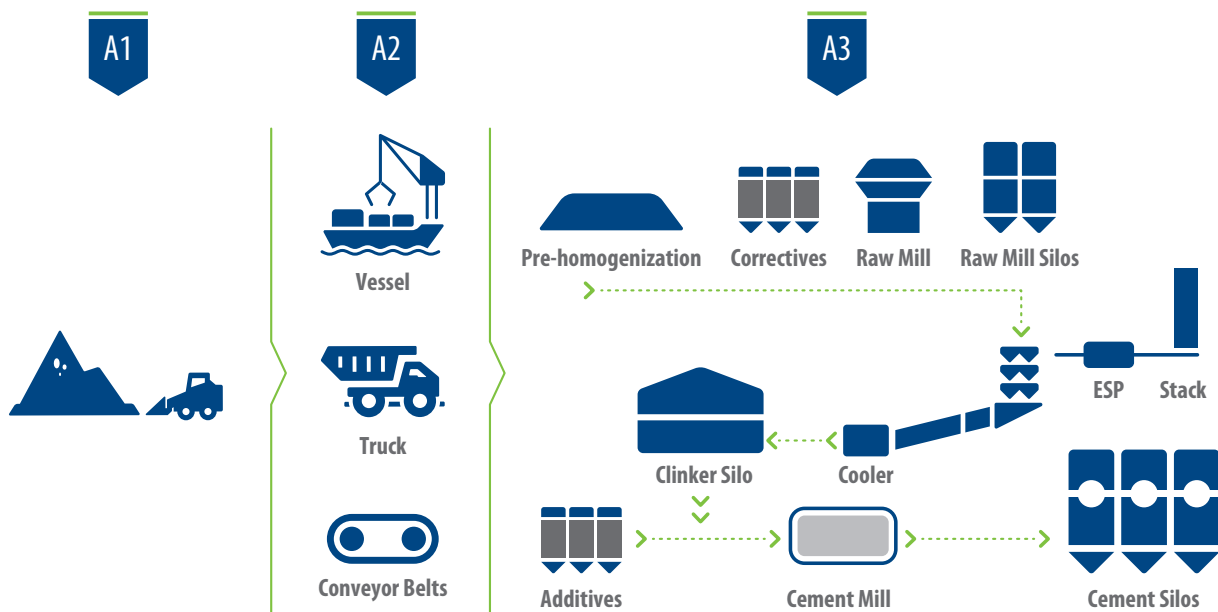 A1
A2
A3
Vessel
Truck
Conveyor Belts
Pre-homogenization
Correctives
Raw Mill
Raw Mill Silos
ESP
Stack
Clinker Silo
Cooler
Additives
Cement Mill
Cement Silos